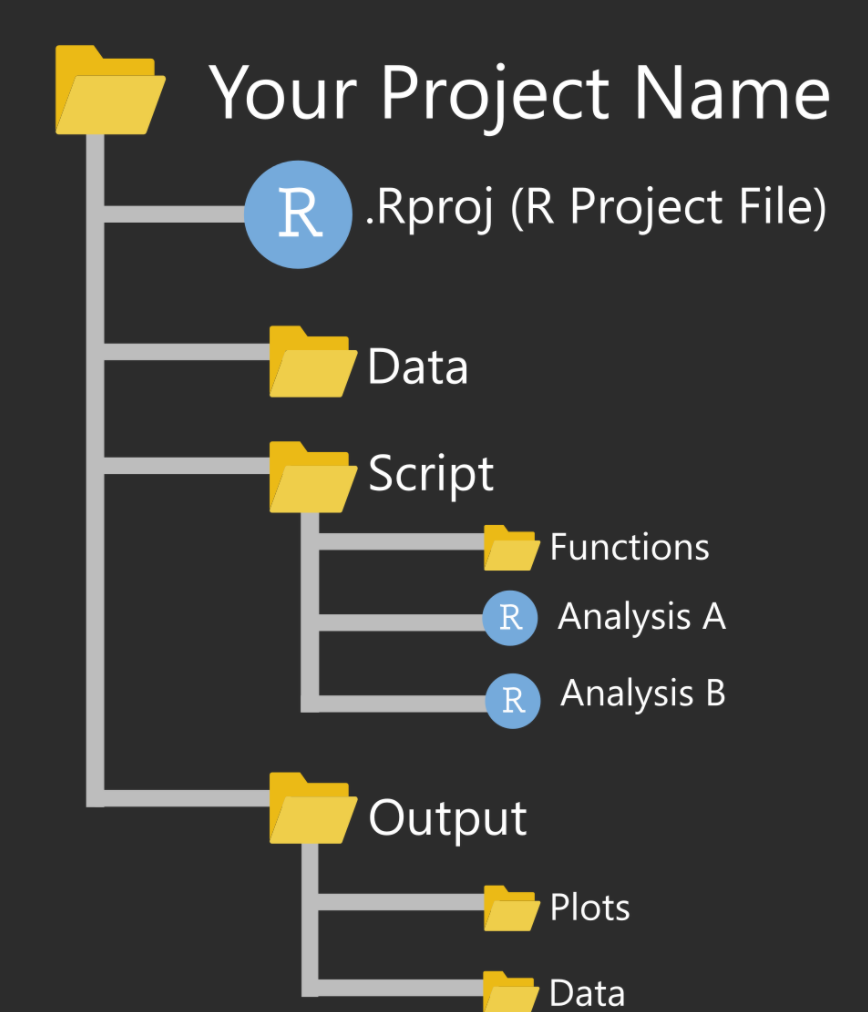 Your Project Name
R .Rproj (R Project File)
Data
Script
Functions
R Analysis A
R Analysis B
Output
Plots
Data